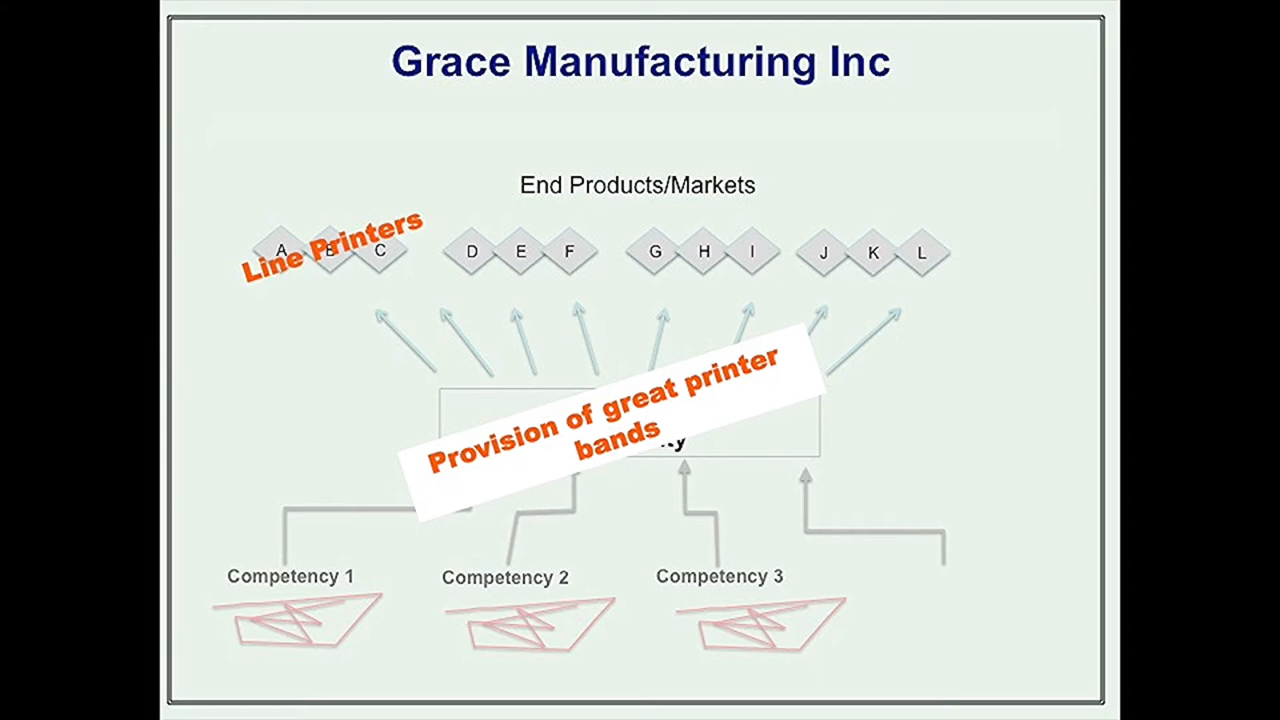 Grace Manufacturing Inc
End Products/Markets
Line Printers
A B C D E F G H I J K L
Provision of great printer
bands
Competency 1 Competency 2 Competency 3